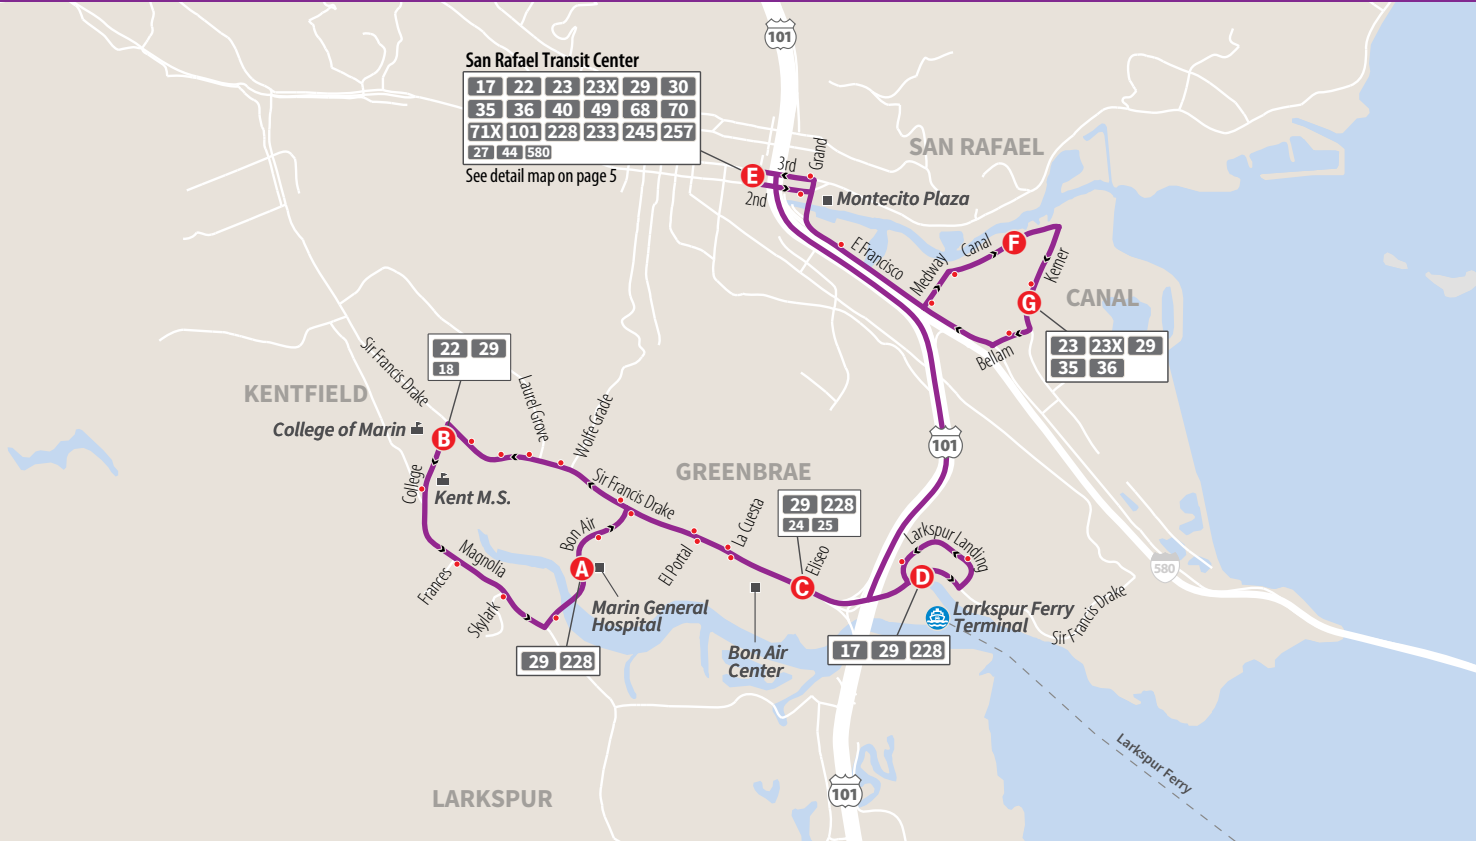 101
San Rafael Transit Center
17 22 23 23X 29 30
35 36 40 49 68 70
71X 101 228 233 245 257
27 44 580
See detail map on page 5
E
3rd
2nd
Grand
SAN RAFAEL
Montecito Plaza
E Francisco
Medway
Canal
F
Kerner
G
CANAL
23 23X 29
35 36
Bellam
22 29
18
Sir Francis Drake
KENTFIELD
College of Marin
B
Laurel Grove
Wolfe Grade
College
Kent M.S.
Sir Francis Drake
GREENBRAE
101
29 228
24 25
La Cuesta
El Portal
Eliseo
C
Bon Air
A
Magnolia
Frances
Skylark
Marin General
Hospital
29 228
Bon Air
Center
Larkspur Landing
D
Larkspur Ferry
Terminal
17 29 228
Sir Francis Drake
580
Larkspur Ferry
LARKSPUR
101